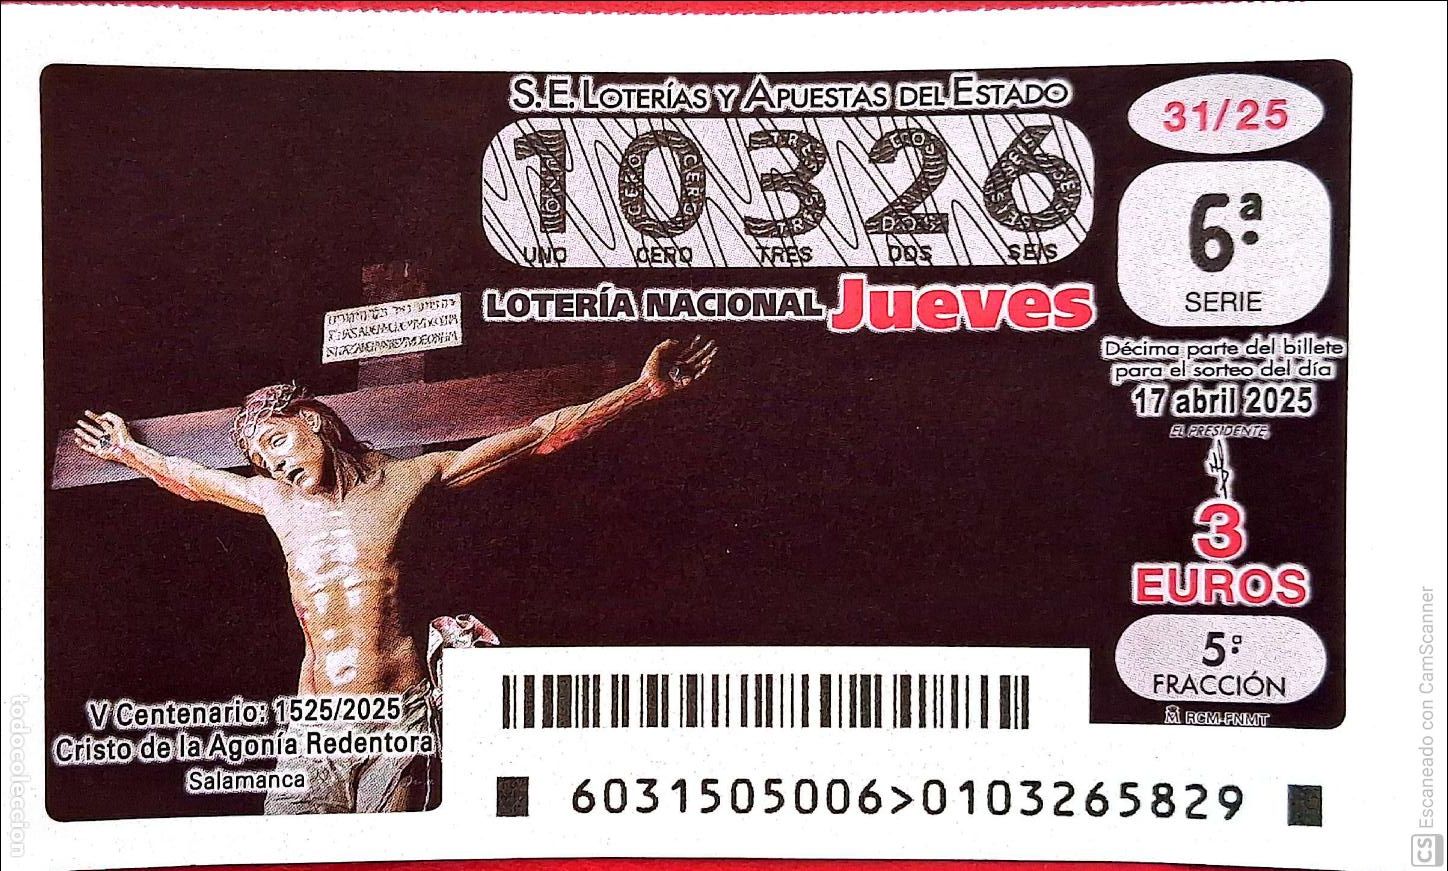 S.E. LOTERÍAS Y APUESTAS DEL ESTADO
31/25
10326
UNO CERO TRES DOS SEIS
6ª
SERIE
LOTERÍA NACIONAL Jueves
Décima parte del billete
para el sorteo del día
17 abril 2025
EL PRESIDENTE,
3
EUROS
5ª
FRACCIÓN
RCM-FNMT
V Centenario: 1525/2025
Cristo de la Agonía Redentora
Salamanca
6031505006>0103265829
todocoleccion
CS Escaneado con CamScanner